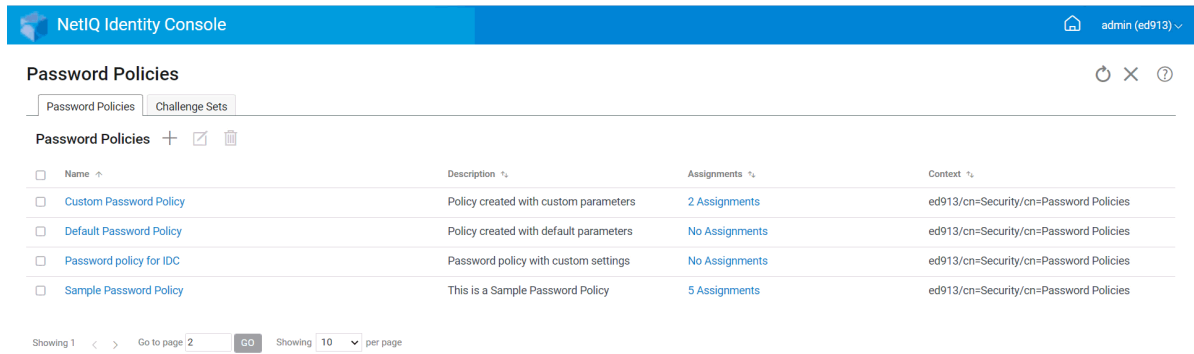 NetIQ Identity Console admin (ed913)
Password Policies
Password Policies Challenge Sets
Password Policies
Name Description Assignments Context
Custom Password Policy Policy created with custom parameters 2 Assignments ed913/cn=Security/cn=Password Policies
Default Password Policy Policy created with default parameters No Assignments ed913/cn=Security/cn=Password Policies
Password policy for IDC Password policy with custom settings No Assignments ed913/cn=Security/cn=Password Policies
Sample Password Policy This is a Sample Password Policy 5 Assignments ed913/cn=Security/cn=Password Policies
Showing 1 < > Go to page 2 GO Showing 10 per page